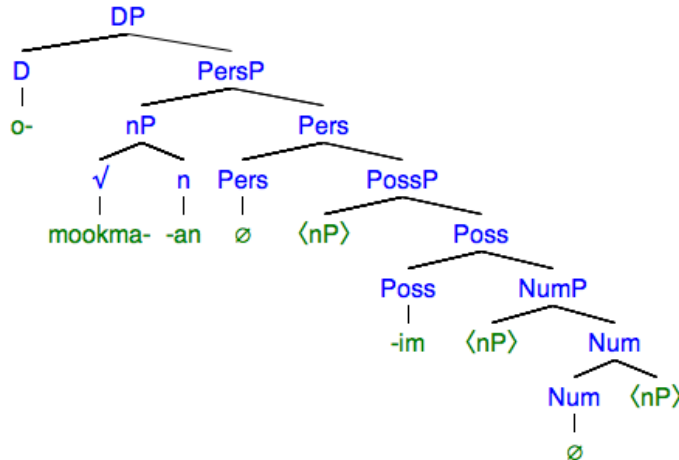 DP
D PersP
o- nP Pers
√ n Pers PossP
mookma- -an ∅ 〈nP〉 Poss
Poss NumP
-im 〈nP〉 Num
Num 〈nP〉
∅